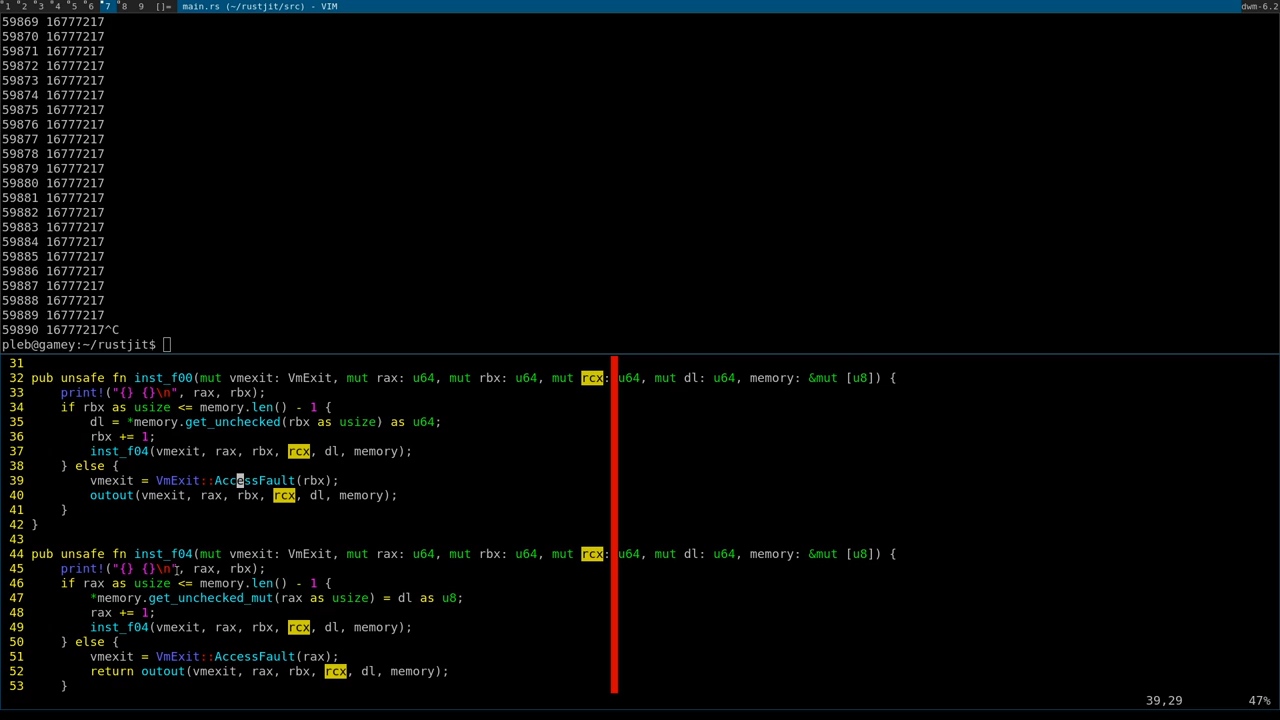 1 2 3 4 5 6 7 8 9 []= main.rs (~/rustjit/src) - VIM dwm-6.2
59869 16777217
59870 16777217
59871 16777217
59872 16777217
59873 16777217
59874 16777217
59875 16777217
59876 16777217
59877 16777217
59878 16777217
59879 16777217
59880 16777217
59881 16777217
59882 16777217
59883 16777217
59884 16777217
59885 16777217
59886 16777217
59887 16777217
59888 16777217
59889 16777217
59890 16777217^C
pleb@gamey:~/rustjit$
31
32 pub unsafe fn inst_f00(mut vmexit: VmExit, mut rax: u64, mut rbx: u64, mut rcx: u64, mut dl: u64, memory: &mut [u8]) {
33     print!("{} {}\n", rax, rbx);
34     if rbx as usize <= memory.len() - 1 {
35         dl = *memory.get_unchecked(rbx as usize) as u64;
36         rbx += 1;
37         inst_f04(vmexit, rax, rbx, rcx, dl, memory);
38     } else {
39         vmexit = VmExit::AccessFault(rbx);
40         outout(vmexit, rax, rbx, rcx, dl, memory);
41     }
42 }
43
44 pub unsafe fn inst_f04(mut vmexit: VmExit, mut rax: u64, mut rbx: u64, mut rcx: u64, mut dl: u64, memory: &mut [u8]) {
45     print!("{} {}\n", rax, rbx);
46     if rax as usize <= memory.len() - 1 {
47         *memory.get_unchecked_mut(rax as usize) = dl as u8;
48         rax += 1;
49         inst_f04(vmexit, rax, rbx, rcx, dl, memory);
50     } else {
51         vmexit = VmExit::AccessFault(rax);
52         return outout(vmexit, rax, rbx, rcx, dl, memory);
53     }
39,29 47%